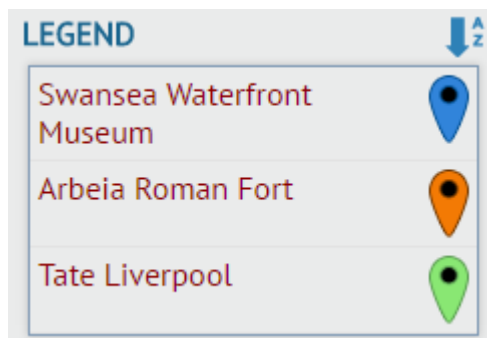 LEGEND
A
Z
Swansea Waterfront
Museum
Arbeia Roman Fort
Tate Liverpool